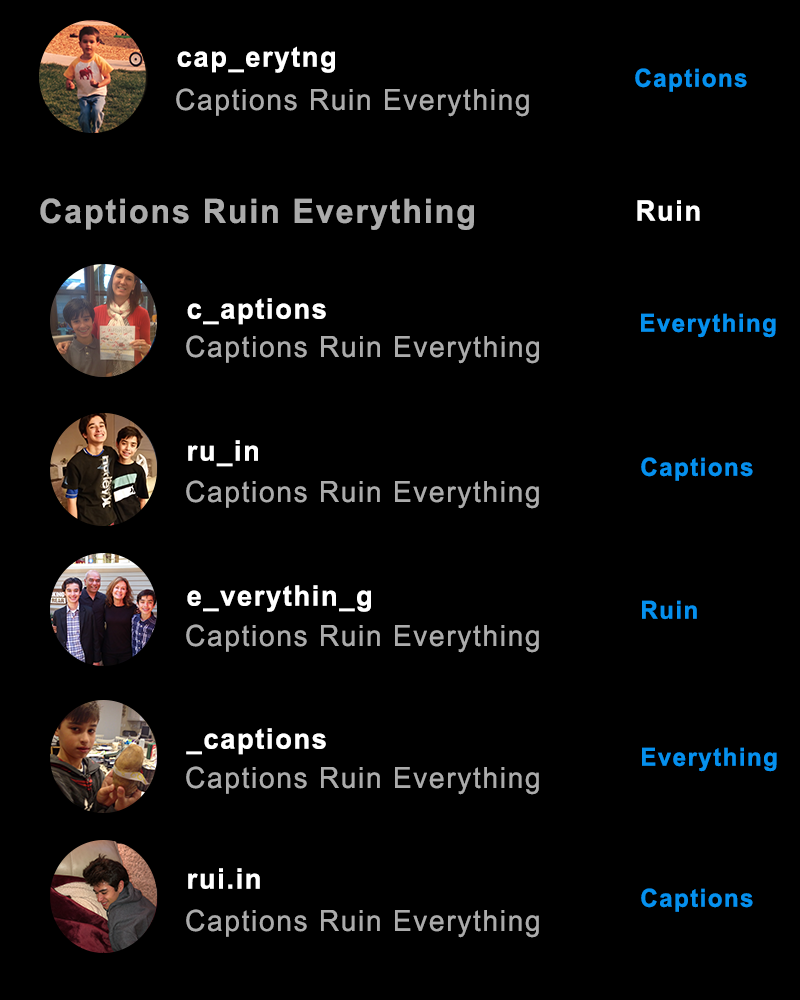 cap_erytng
Captions Ruin Everything
Captions
Captions Ruin Everything
Ruin
c_aptions
Captions Ruin Everything
Everything
ru_in
Captions Ruin Everything
Captions
e_verythin_g
Captions Ruin Everything
Ruin
_captions
Captions Ruin Everything
Everything
rui.in
Captions Ruin Everything
Captions